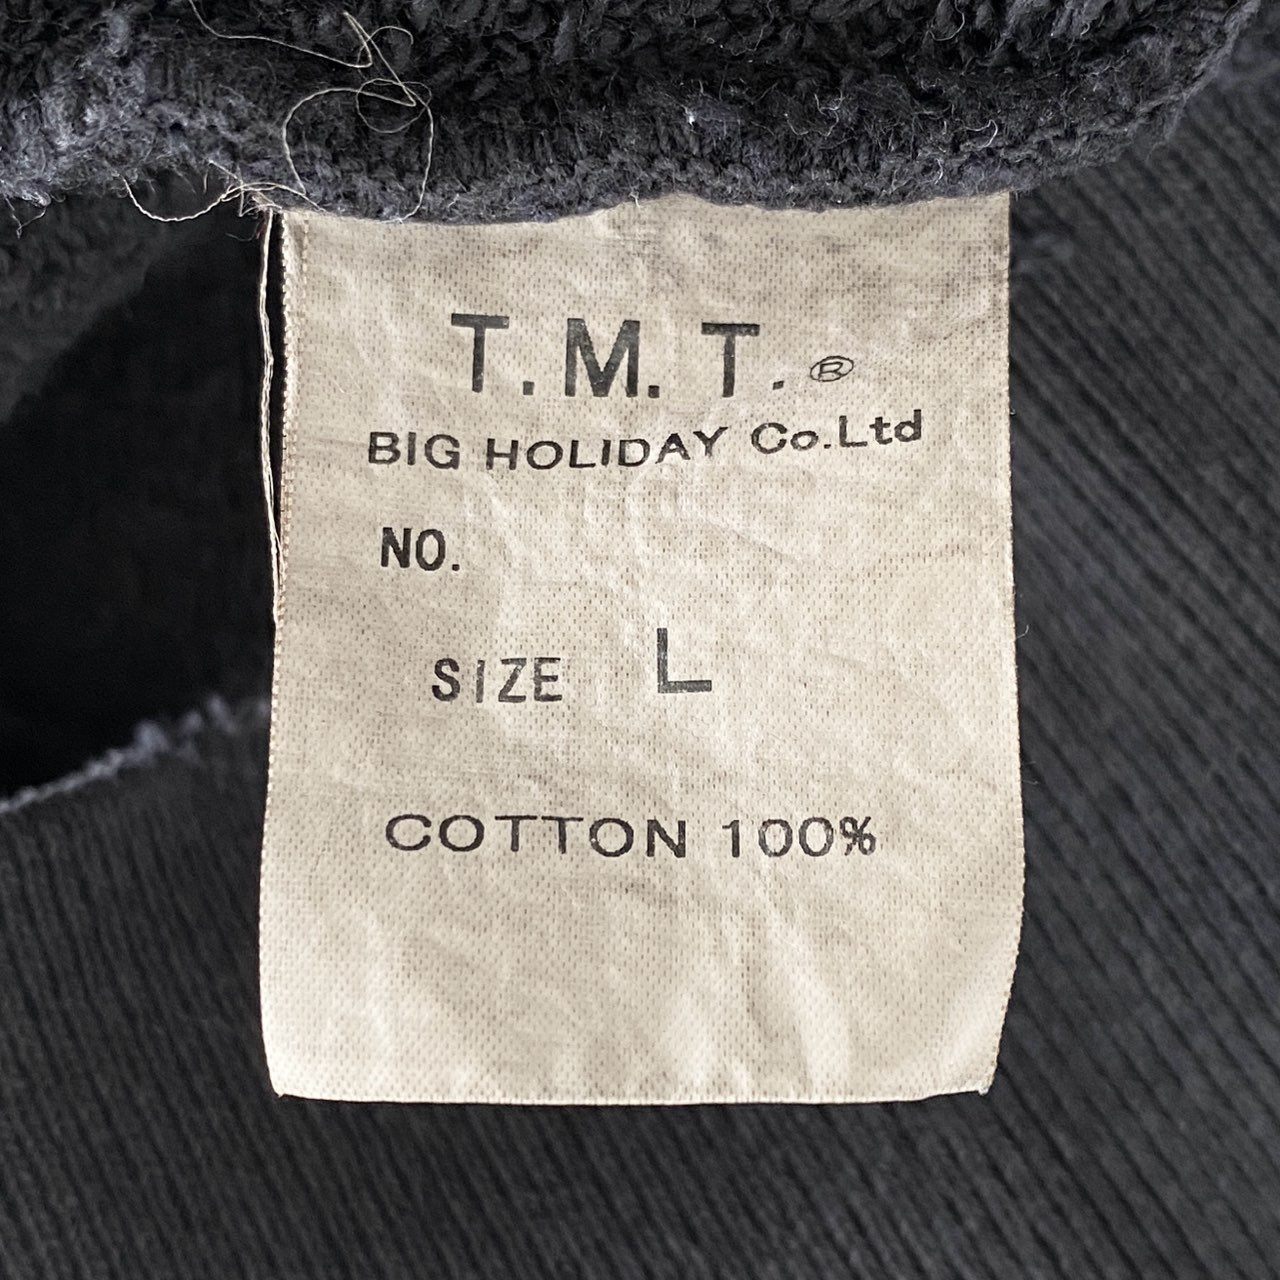 T.M.T.®
BIG HOLIDAY Co.Ltd
NO.
SIZE L
COTTON 100%